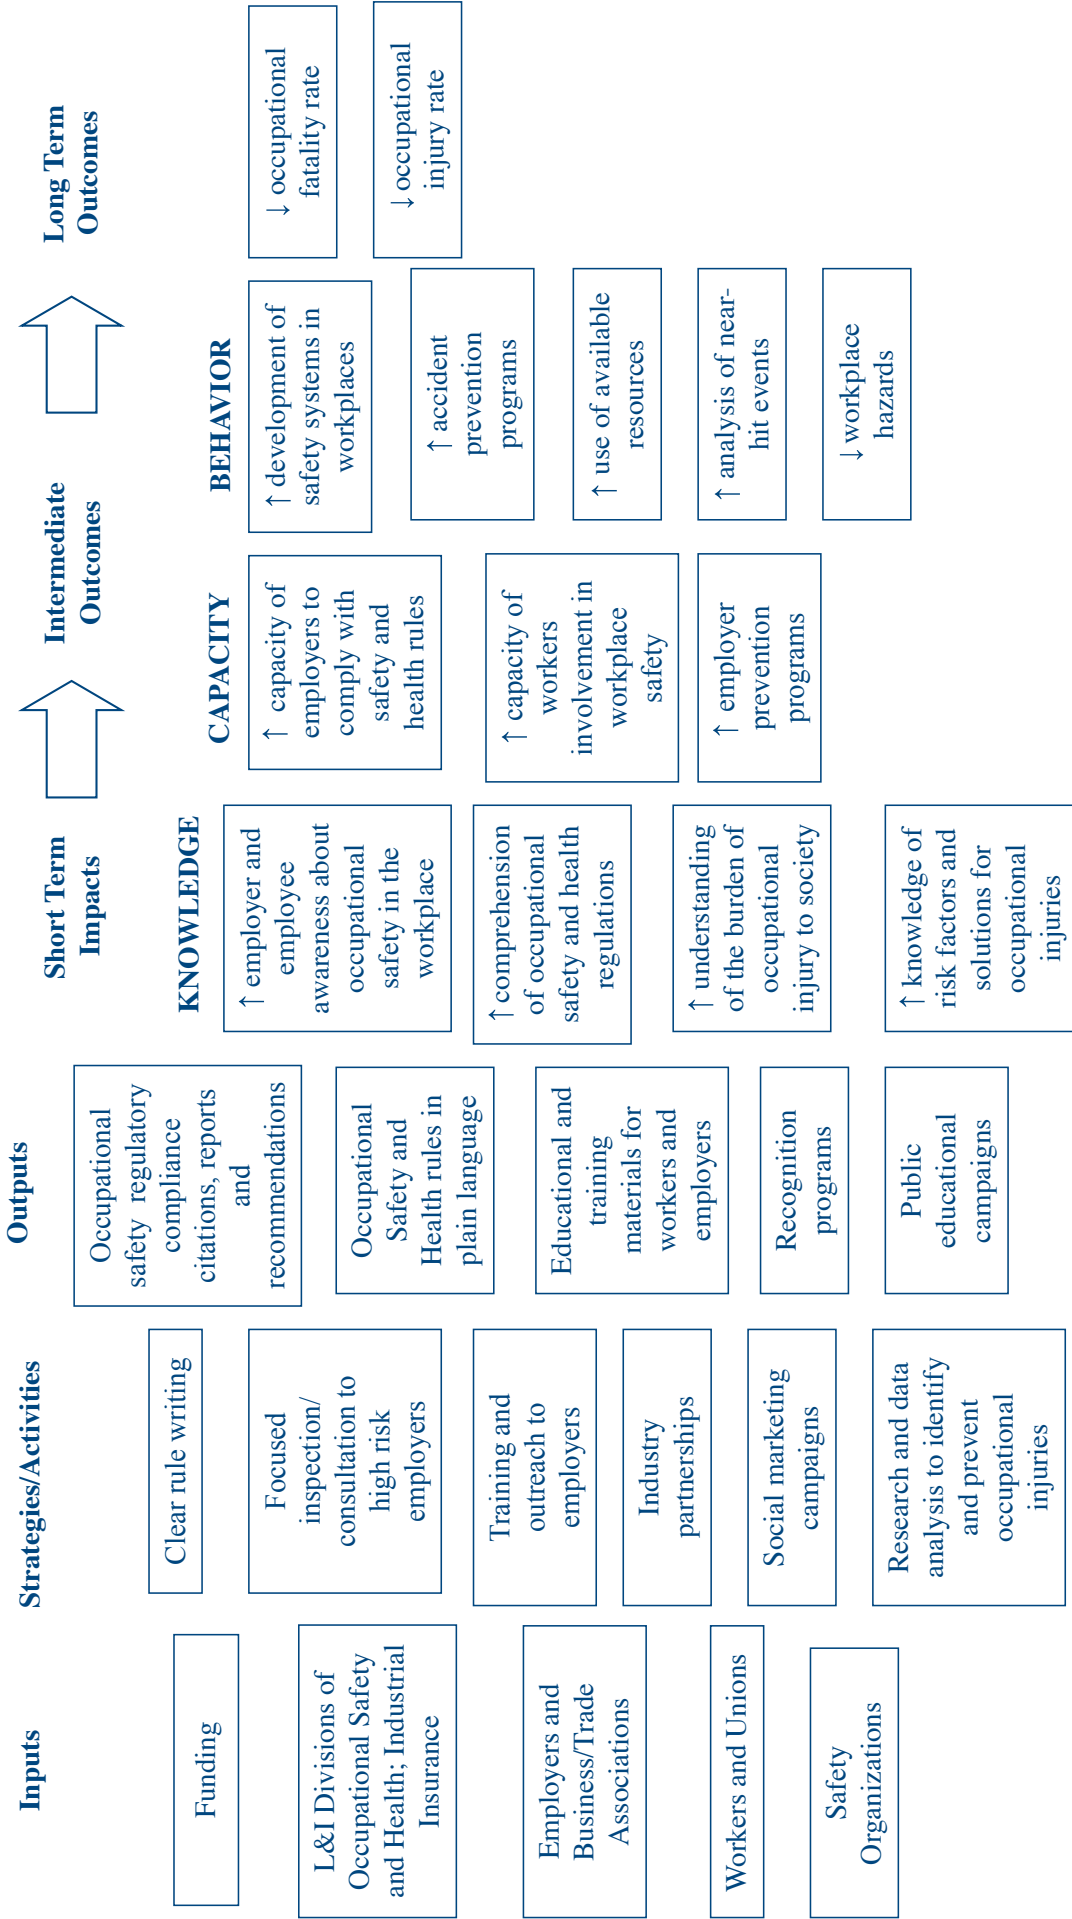 Inputs
Funding
L&I Divisions of
Occupational Safety
and Health; Industrial
Insurance
Employers and
Business/Trade
Associations
Workers and Unions
Safety
Organizations
Strategies/Activities
Clear rule writing
Focused
inspection/
consultation to
high risk
employers
Training and
outreach to
employers
Industry
partnerships
Social marketing
campaigns
Research and data
analysis to identify
and prevent
occupational
injuries
Outputs
Occupational
safety regulatory
compliance
citations, reports
and
recommendations
Occupational
Safety and
Health rules in
plain language
Educational and
training
materials for
workers and
employers
Recognition
programs
Public
educational
campaigns
Short Term
Impacts
KNOWLEDGE
↑ employer and
employee
awareness about
occupational
safety in the
workplace
↑ comprehension
of occupational
safety and health
regulations
↑ understanding
of the burden of
occupational
injury to society
↑ knowledge of
risk factors and
solutions for
occupational
injuries
Intermediate
Outcomes
CAPACITY
↑ capacity of
employers to
comply with
safety and
health rules
↑ capacity of
workers
involvement in
workplace
safety
↑ employer
prevention
programs
BEHAVIOR
↑ development of
safety systems in
workplaces
↑ accident
prevention
programs
↑ use of available
resources
↑ analysis of near-
hit events
↓ workplace
hazards
Long Term
Outcomes
↓ occupational
fatality rate
↓ occupational
injury rate